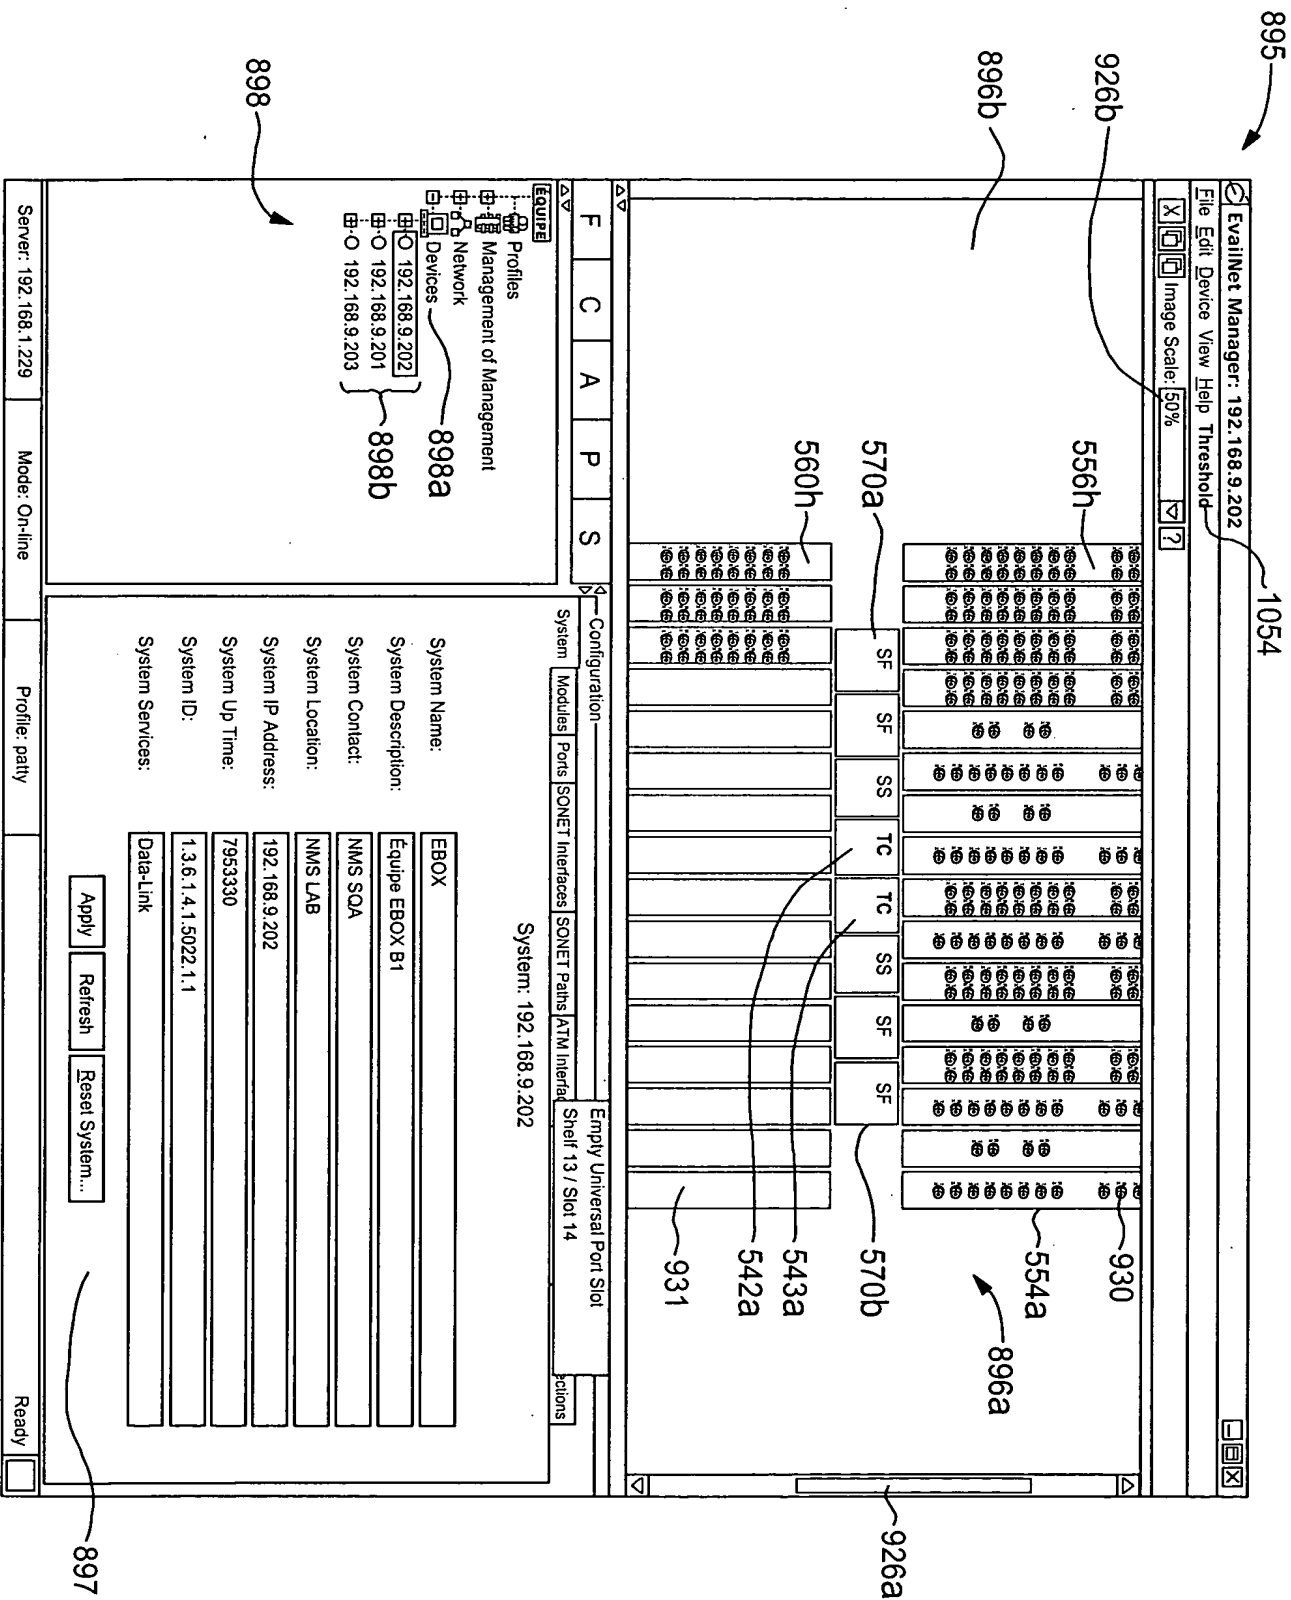 895
1054
926b
896b
EvailNet Manager: 192.168.9.202
File Edit Device View Help Threshold
X Image Scale: 50% ?
556h
930
554a
896a
570a
SF SF SS TC TC SS SF SF
570b
543a
542a
560h
931
926a
F C A P S
EQUIPE
Profiles
Management of Management
Network
Devices
192.168.9.202
192.168.9.201
192.168.9.203
898a
898b
898
Configuration
System Modules Ports SONET Interfaces SONET Paths ATM Interfac ections
Empty Universal Port Slot
Shelf 13 / Slot 14
System: 192.168.9.202
System Name: EBOX
System Description: Équipe EBOX B1
System Contact: NMS SQA
System Location: NMS LAB
System IP Address: 192.168.9.202
System Up Time: 7953330
System ID: 1.3.6.1.4.1.5022.1.1
System Services: Data-Link
Apply Refresh Reset System...
897
Server: 192.168.1.229 Mode: On-line Profile: patty Ready